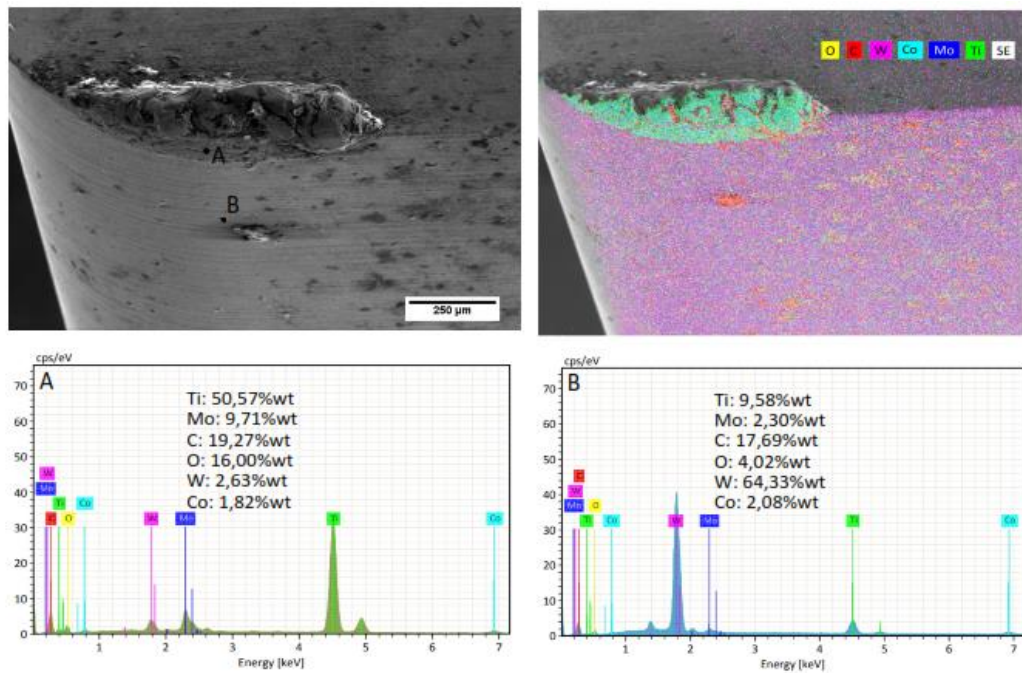 A
B
250 µm
O C W Co Mo Ti SE
cps/eV
A
Ti: 50,57%wt
Mo: 9,71%wt
C: 19,27%wt
O: 16,00%wt
W: 2,63%wt
Co: 1,82%wt
70
60
50
40
30
20
10
0
W
Mo Ti Co
C O W Mo Ti Co
1 2 3 4 5 6 7
Energy [keV]
cps/eV
B
Ti: 9,58%wt
Mo: 2,30%wt
C: 17,69%wt
O: 4,02%wt
W: 64,33%wt
Co: 2,08%wt
70
60
50
40
30
20
10
0
C
W
Mo O
Ti Co W Mo Ti Co
1 2 3 4 5 6 7
Energy [keV]